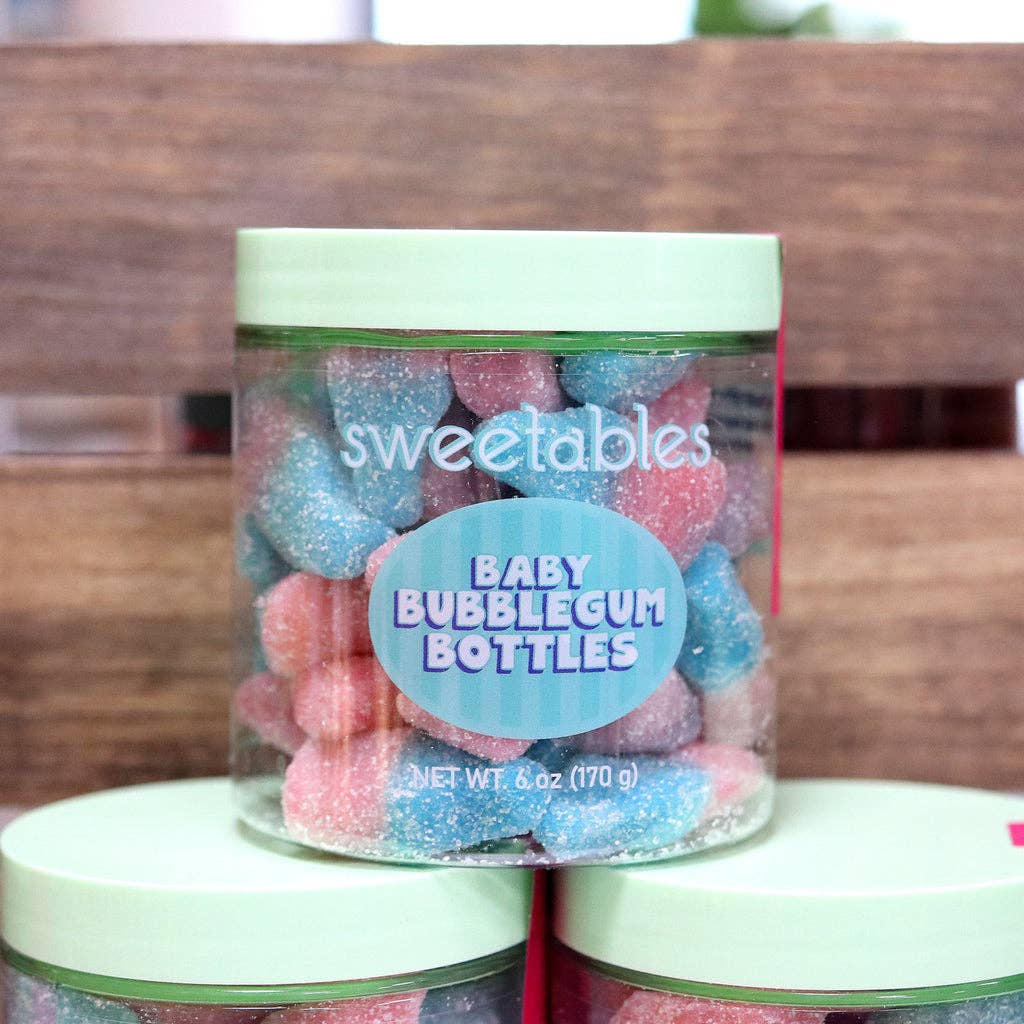 sweetables
BABY
BUBBLEGUM
BOTTLES
NET WT. 6 oz (170 g)